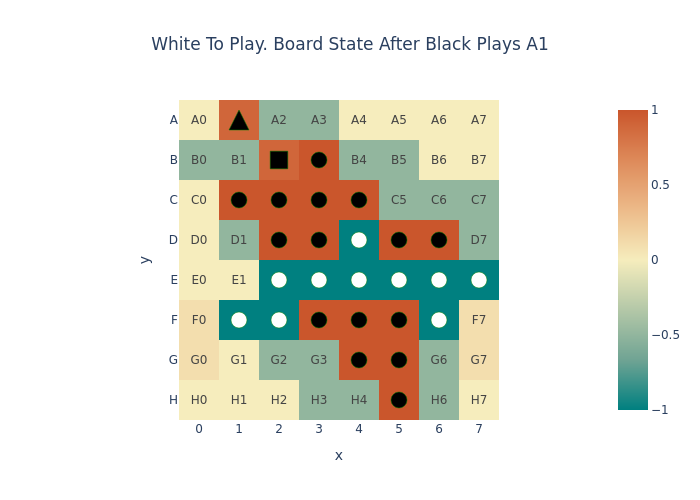 White To Play. Board State After Black Plays A1
A A0 A2 A3 A4 A5 A6 A7
B B0 B1 B4 B5 B6 B7
C C0 C5 C6 C7
D D0 D1 D7
y
E E0 E1
F F0 F7
G G0 G1 G2 G3 G6 G7
H H0 H1 H2 H3 H4 H6 H7
0 1 2 3 4 5 6 7
x
1
0.5
0
−0.5
−1